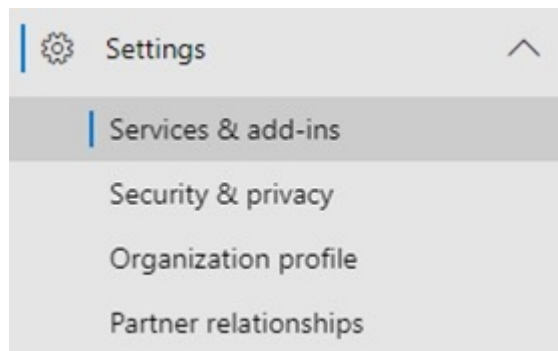 Settings
Services & add-ins
Security & privacy
Organization profile
Partner relationships